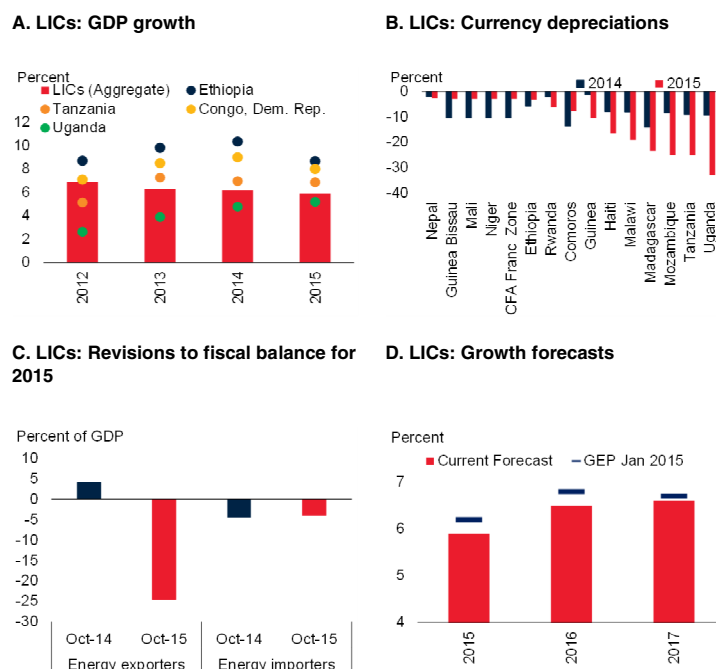 A. LICs: GDP growth
Percent
LICs (Aggregate) Ethiopia
Tanzania Congo, Dem. Rep.
Uganda
12
10
8
6
4
2
0
2012 2013 2014 2015
B. LICs: Currency depreciations
Percent
2014 2015
0
-10
-20
-30
-40
Nepal
Guinea Bissau
Mali
Niger
CFA Franc Zone
Ethiopia
Rwanda
Comoros
Guinea
Haiti
Malawi
Madagascar
Mozambique
Tanzania
Uganda
C. LICs: Revisions to fiscal balance for
2015
Percent of GDP
10
5
0
-5
-10
-15
-20
-25
-30
Oct-14 Oct-15 Oct-14 Oct-15
Energy exporters Energy importers
D. LICs: Growth forecasts
Percent
Current Forecast GEP Jan 2015
7
6
5
4
2015 2016 2017